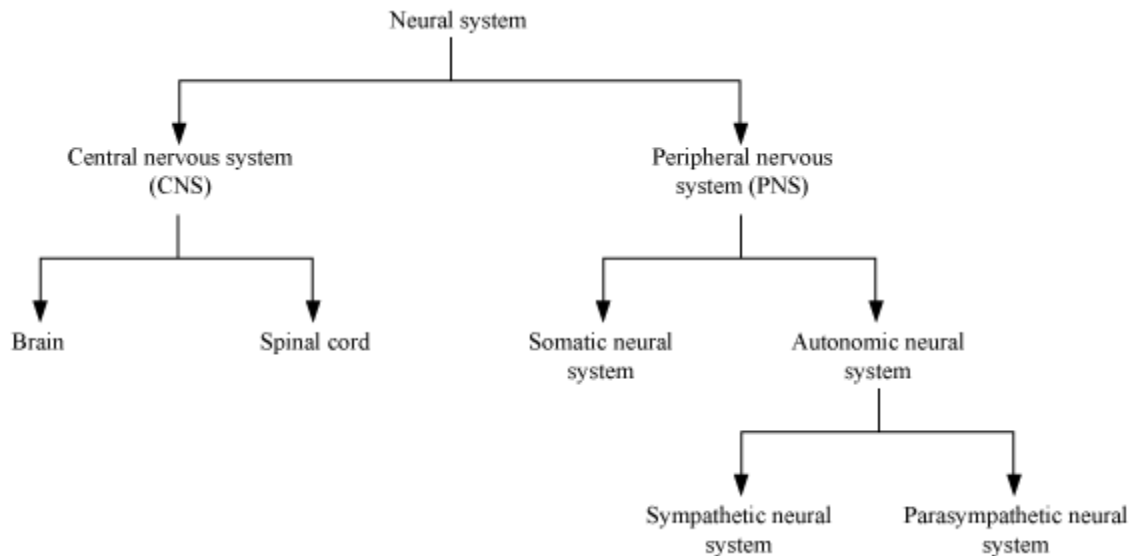 Neural system
Central nervous system
(CNS)
Peripheral nervous
system (PNS)
Brain
Spinal cord
Somatic neural
system
Autonomic neural
system
Sympathetic neural
system
Parasympathetic neural
system